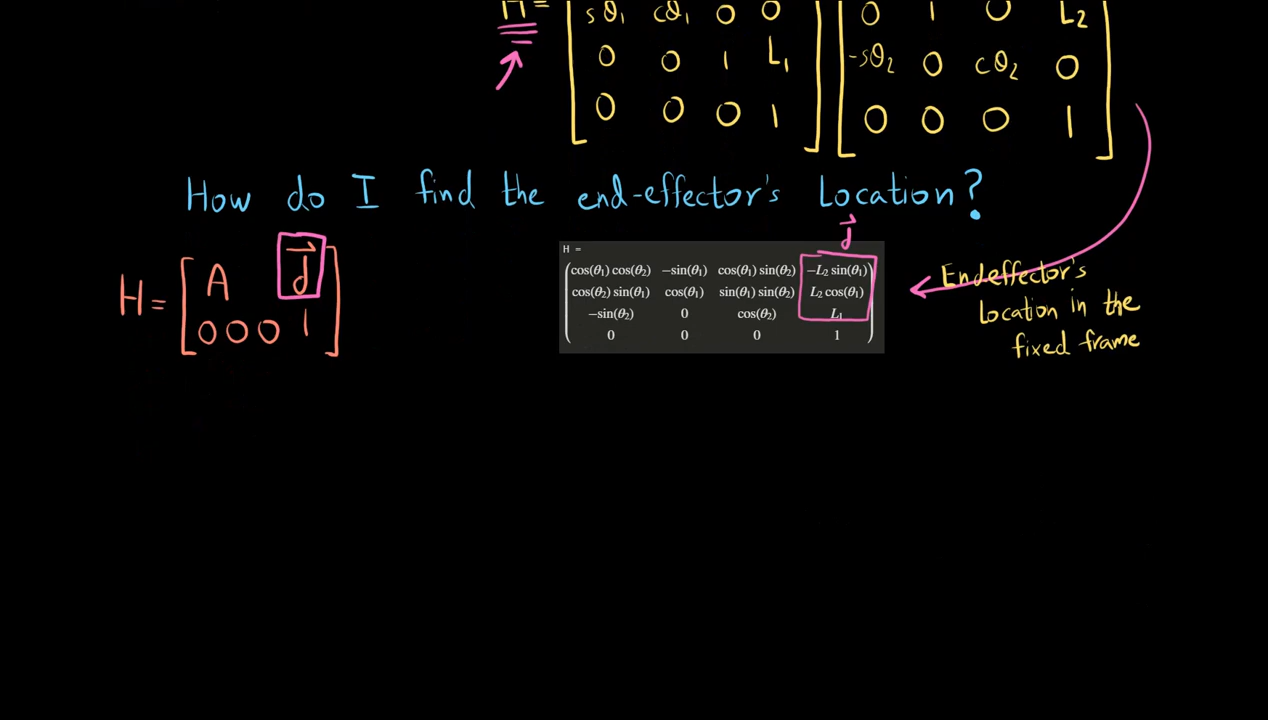 H =
sθ₁ cθ₁ 0 0 0 1 0 L₂
0 0 1 L₁ -sθ₂ 0 cθ₂ 0
0 0 0 1 0 0 0 1
How do I find the end-effector's Location?
d
H = [ A d
0 0 0 1 ]
H =
cos(θ₁) cos(θ₂) −sin(θ₁) cos(θ₁) sin(θ₂) −L₂ sin(θ₁)
cos(θ₂) sin(θ₁) cos(θ₁) sin(θ₁) sin(θ₂) L₂ cos(θ₁)
−sin(θ₂) 0 cos(θ₂) L₁
0 0 0 1
Endeffector's
Location in the
fixed frame